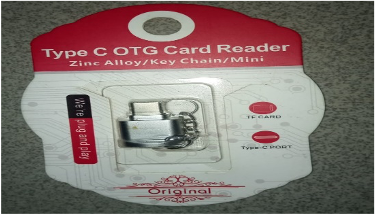 Type C OTG Card Reader
Zinc Alloy/Key Chain/Mini
We're plug and play
TF CARD
Type-C PORT
Original